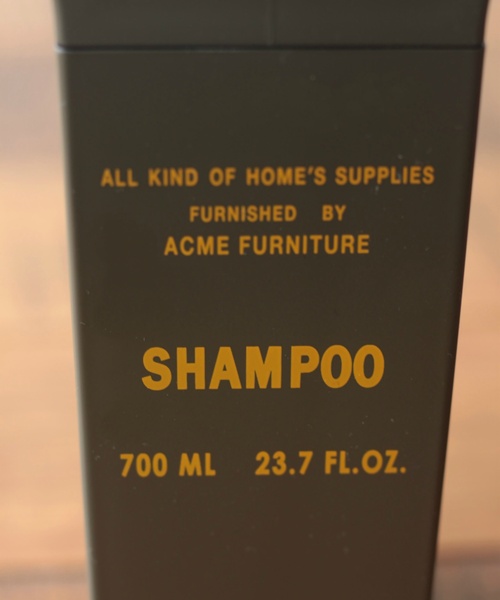 ALL KIND OF HOME'S SUPPLIES
FURNISHED BY
ACME FURNITURE
SHAMPOO
700 ML 23.7 FL.OZ.